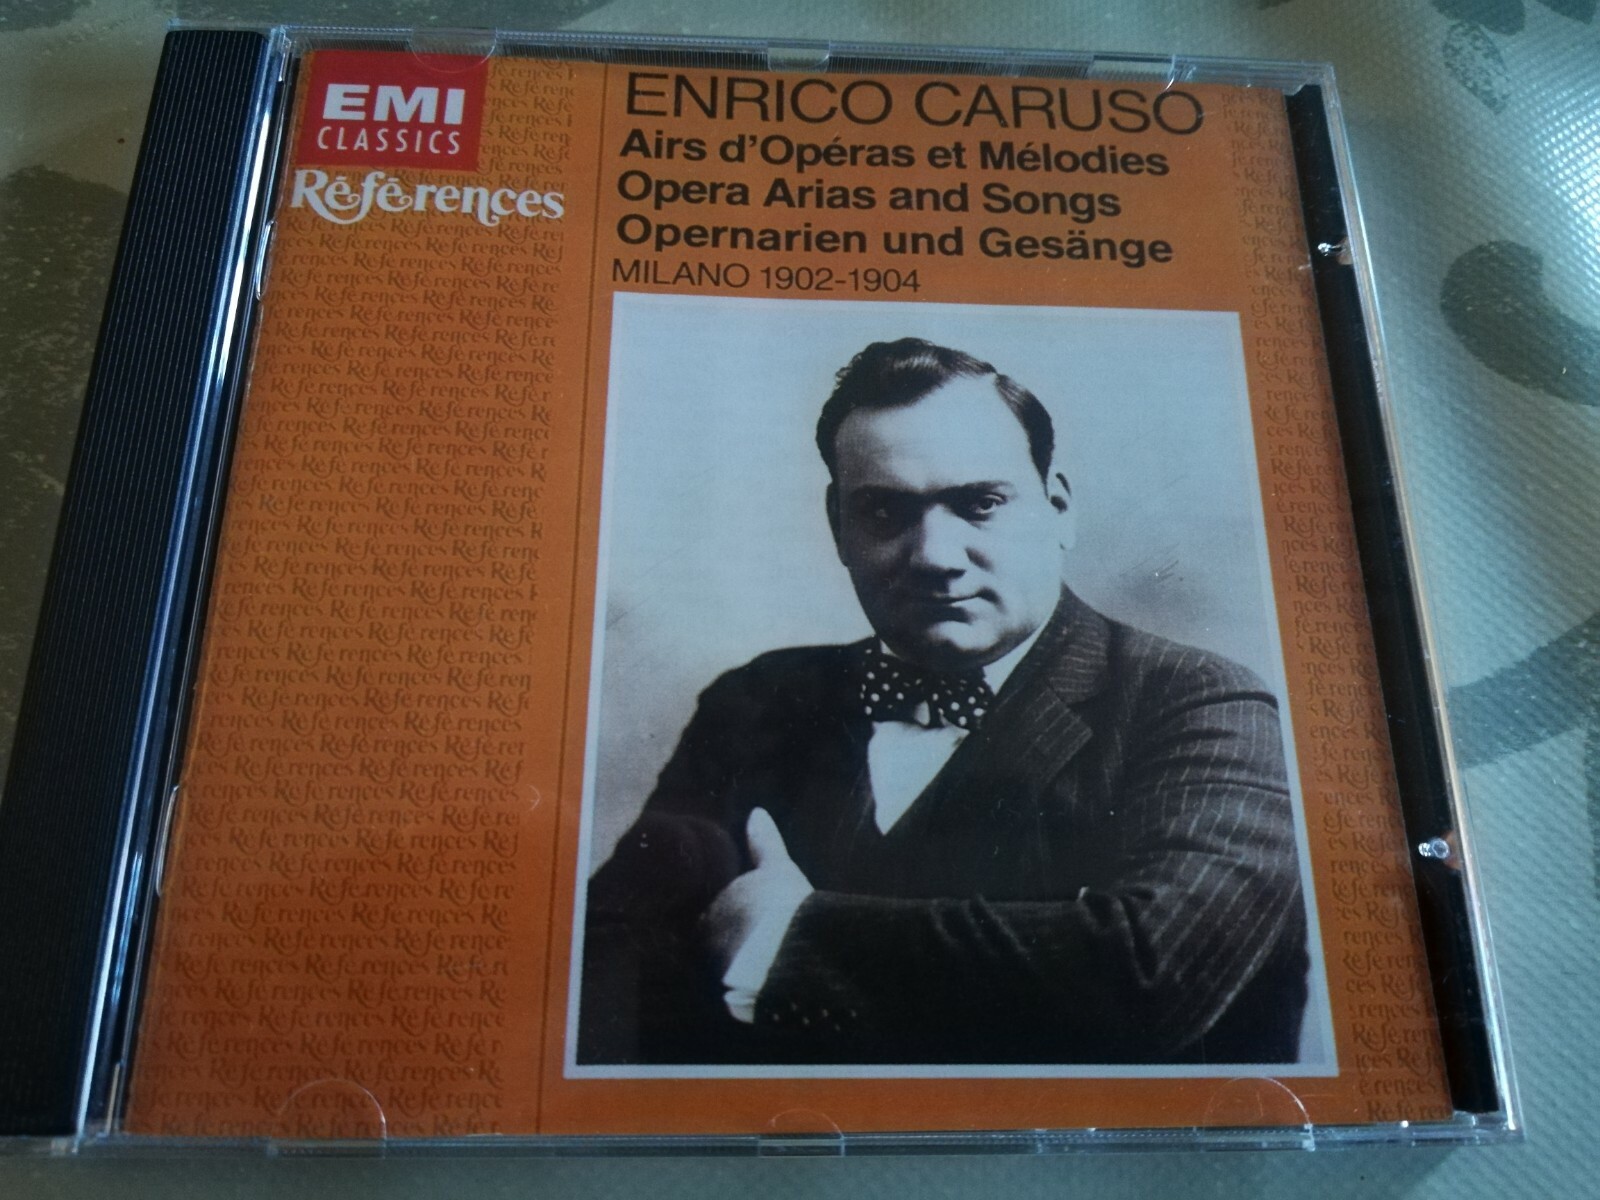 EMI
CLASSICS
Références
ENRICO CARUSO
Airs d'Opéras et Mélodies
Opera Arias and Songs
Opernarien und Gesänge
MILANO 1902-1904